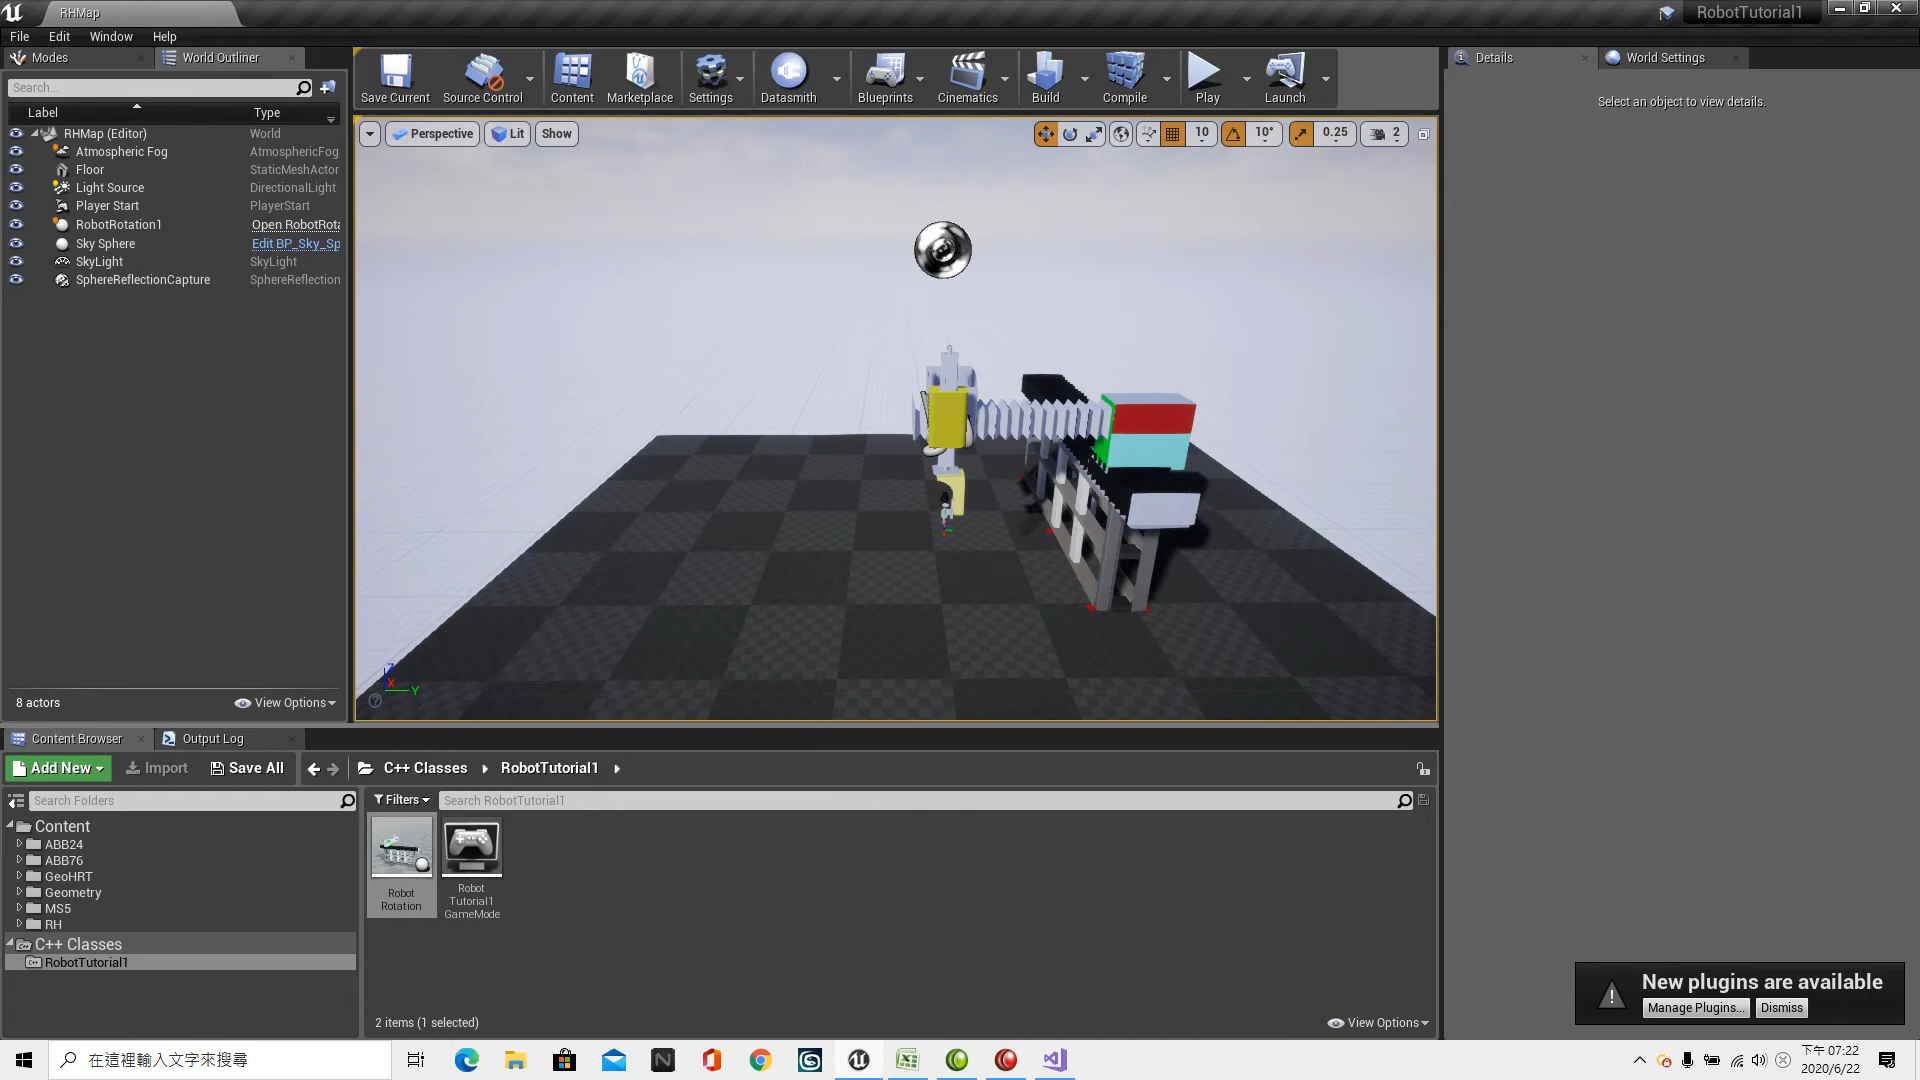 RHMap
RobotTutorial1
File Edit Window Help
Modes
World Outliner
Search...
Label Type
RHMap (Editor) World
Atmospheric Fog AtmosphericFog
Floor StaticMeshActor
Light Source DirectionalLight
Player Start PlayerStart
RobotRotation1 Open RobotRota
Sky Sphere Edit BP_Sky_Sp
SkyLight SkyLight
SphereReflectionCapture SphereReflection
8 actors View Options
Save Current Source Control Content Marketplace Settings Datasmith Blueprints Cinematics Build Compile Play Launch
Perspective Lit Show 10 10° 0.25 2
Z
X
Y
Details
World Settings
Select an object to view details.
Content Browser
Output Log
Add New Import Save All C++ Classes RobotTutorial1
Search Folders
Filters Search RobotTutorial1
Content
ABB24
ABB76
GeoHRT
Geometry
MS5
RH
C++ Classes
RobotTutorial1
Robot
Rotation
Robot
Tutorial1
GameMode
2 items (1 selected) View Options
New plugins are available
Manage Plugins... Dismiss
在這裡輸入文字來搜尋
下午 07:22
2020/6/22